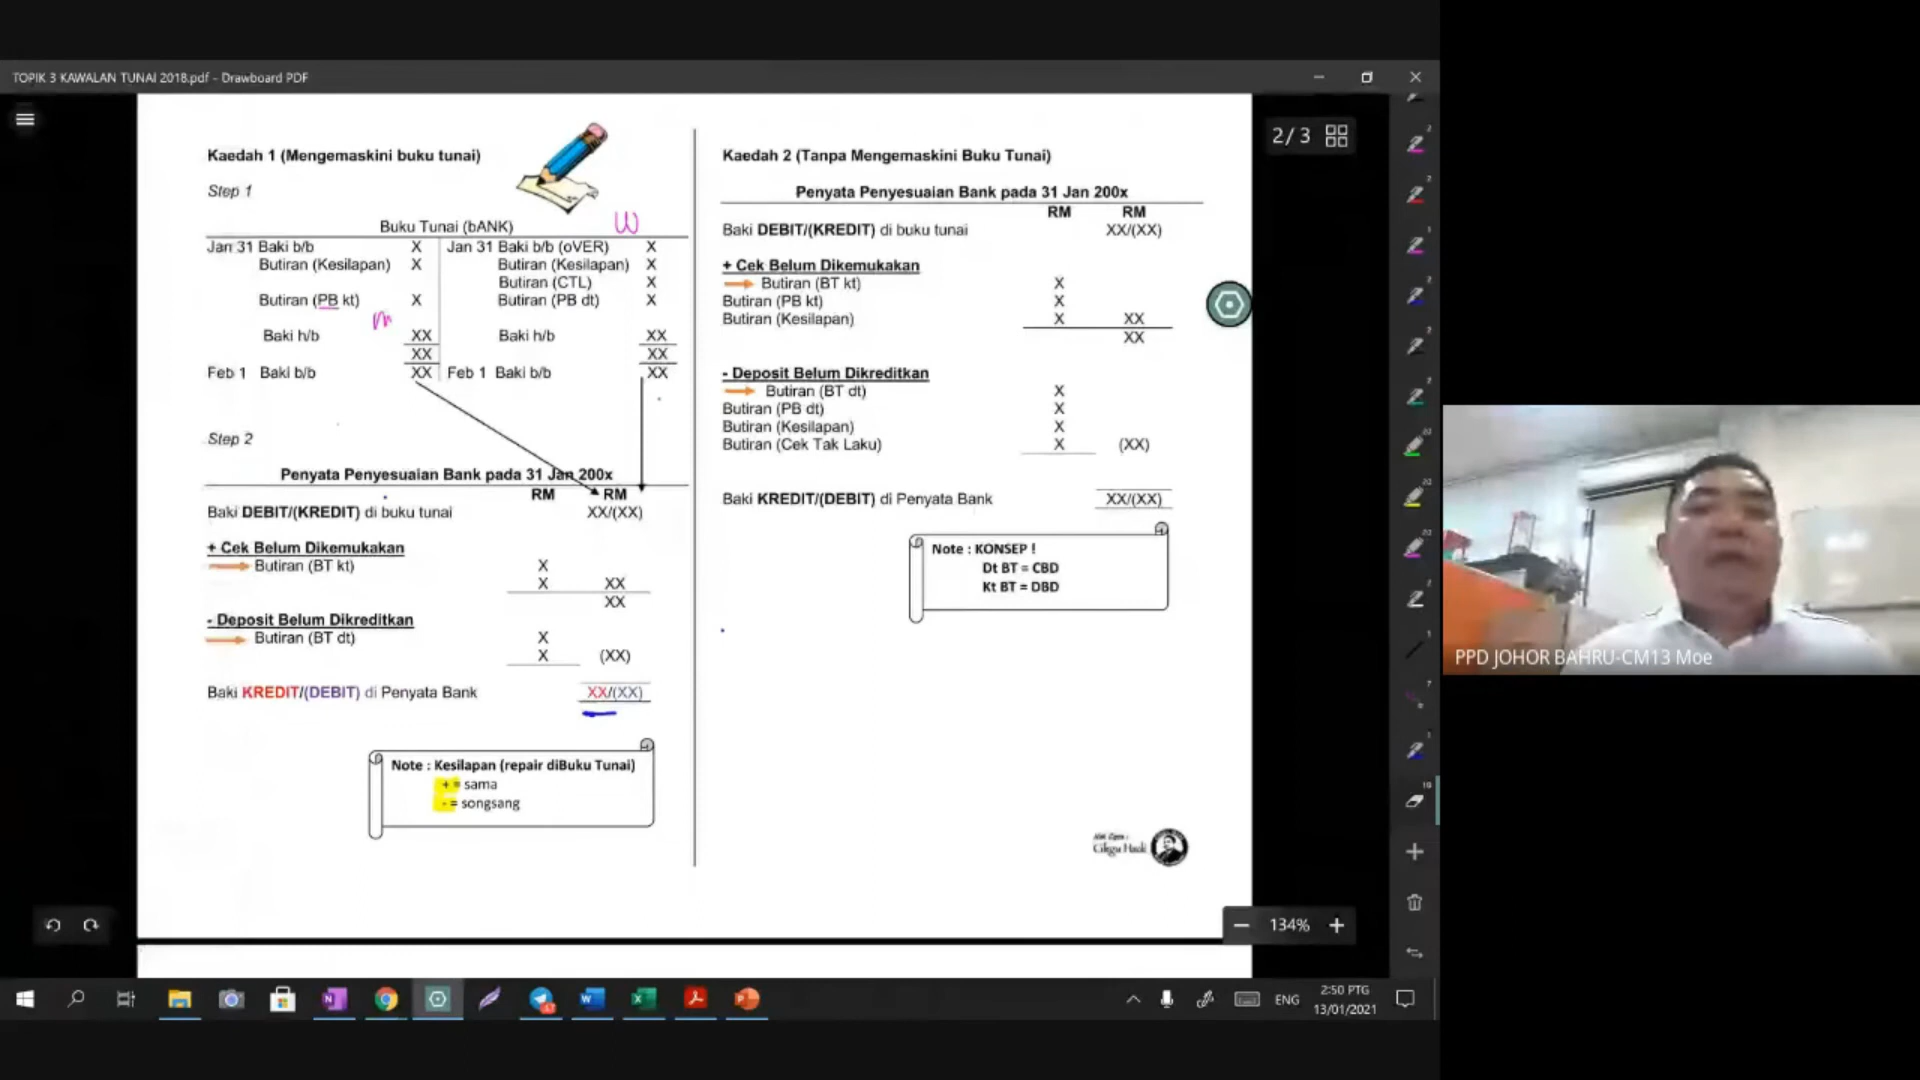 TOPIK 3 KAWALAN TUNAI 2018.pdf - Drawboard PDF
2/3
Kaedah 1 (Mengemaskini buku tunai)
Step 1
Buku Tunai (bANK)
Jan 31 Baki b/b X Jan 31 Baki b/b (oVER) X
Butiran (Kesilapan) X Butiran (Kesilapan) X
Butiran (CTL) X
Butiran (PB kt) X Butiran (PB dt) X
Baki h/b XX Baki h/b XX
XX XX
Feb 1 Baki b/b XX Feb 1 Baki b/b XX
Step 2
Penyata Penyesuaian Bank pada 31 Jan 200x
RM RM
Baki DEBIT/(KREDIT) di buku tunai XX/(XX)
+ Cek Belum Dikemukakan
Butiran (BT kt) X
X XX
XX
- Deposit Belum Dikreditkan
Butiran (BT dt) X
X (XX)
Baki KREDIT/(DEBIT) di Penyata Bank XX/(XX)
Note : Kesilapan (repair diBuku Tunai)
+ = sama
- = songsang
Kaedah 2 (Tanpa Mengemaskini Buku Tunai)
Penyata Penyesuaian Bank pada 31 Jan 200x
RM RM
Baki DEBIT/(KREDIT) di buku tunai XX/(XX)
+ Cek Belum Dikemukakan
Butiran (BT kt) X
Butiran (PB kt) X
Butiran (Kesilapan) X XX
XX
- Deposit Belum Dikreditkan
Butiran (BT dt) X
Butiran (PB dt) X
Butiran (Kesilapan) X
Butiran (Cek Tak Laku) X (XX)
Baki KREDIT/(DEBIT) di Penyata Bank XX/(XX)
Note : KONSEP !
Dt BT = CBD
Kt BT = DBD
134%
PPD JOHOR BAHRU-CM13 Moe
ENG
2:50 PTG
13/01/2021